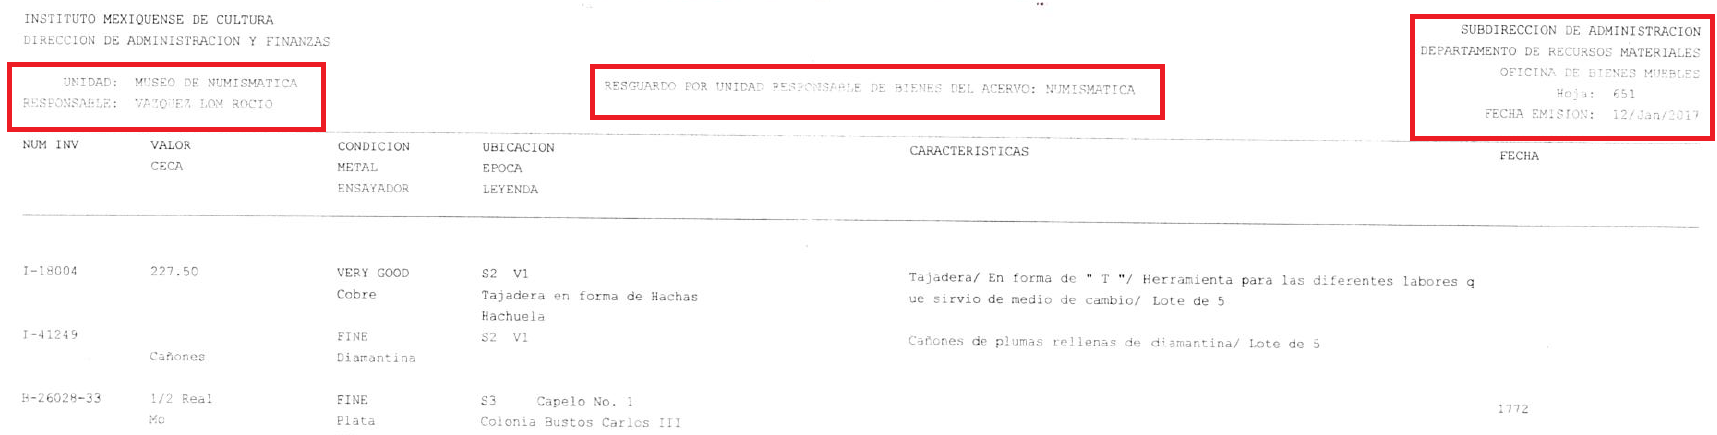 INSTITUTO MEXIQUENSE DE CULTURA
DIRECCION DE ADMINISTRACION Y FINANZAS
SUBDIRECCION DE ADMINISTRACION
DEPARTAMENTO DE RECURSOS MATERIALES
OFICINA DE BIENES MUEBLES
Hoja: 651
FECHA EMISION: 12/Jan/2017
UNIDAD: MUSEO DE NUMISMATICA
RESPONSABLE: VAZQUEZ LOM ROCIO
RESGUARDO POR UNIDAD RESPONSABLE DE BIENES DEL ACERVO: NUMISMATICA
NUM INV VALOR CONDICION UBICACION CARACTERISTICAS FECHA
CECA METAL EPOCA
ENSAYADOR LEYENDA
I-18004 227.50 VERY GOOD S2 V1 Tajadera/ En forma de " T "/ Herramienta para las diferentes labores q
Cobre Tajadera en forma de Hachas ue sirvio de medio de cambio/ Lote de 5
Hachuela
I-41249 FINE S2 V1 Cañones de plumas rellenas de diamantina/ Lote de 5
Cañones Diamantina
H-26028-33 1/2 Real FINE S3 Capelo No. 1 1772
Mo Plata Colonia Bustos Carlos III